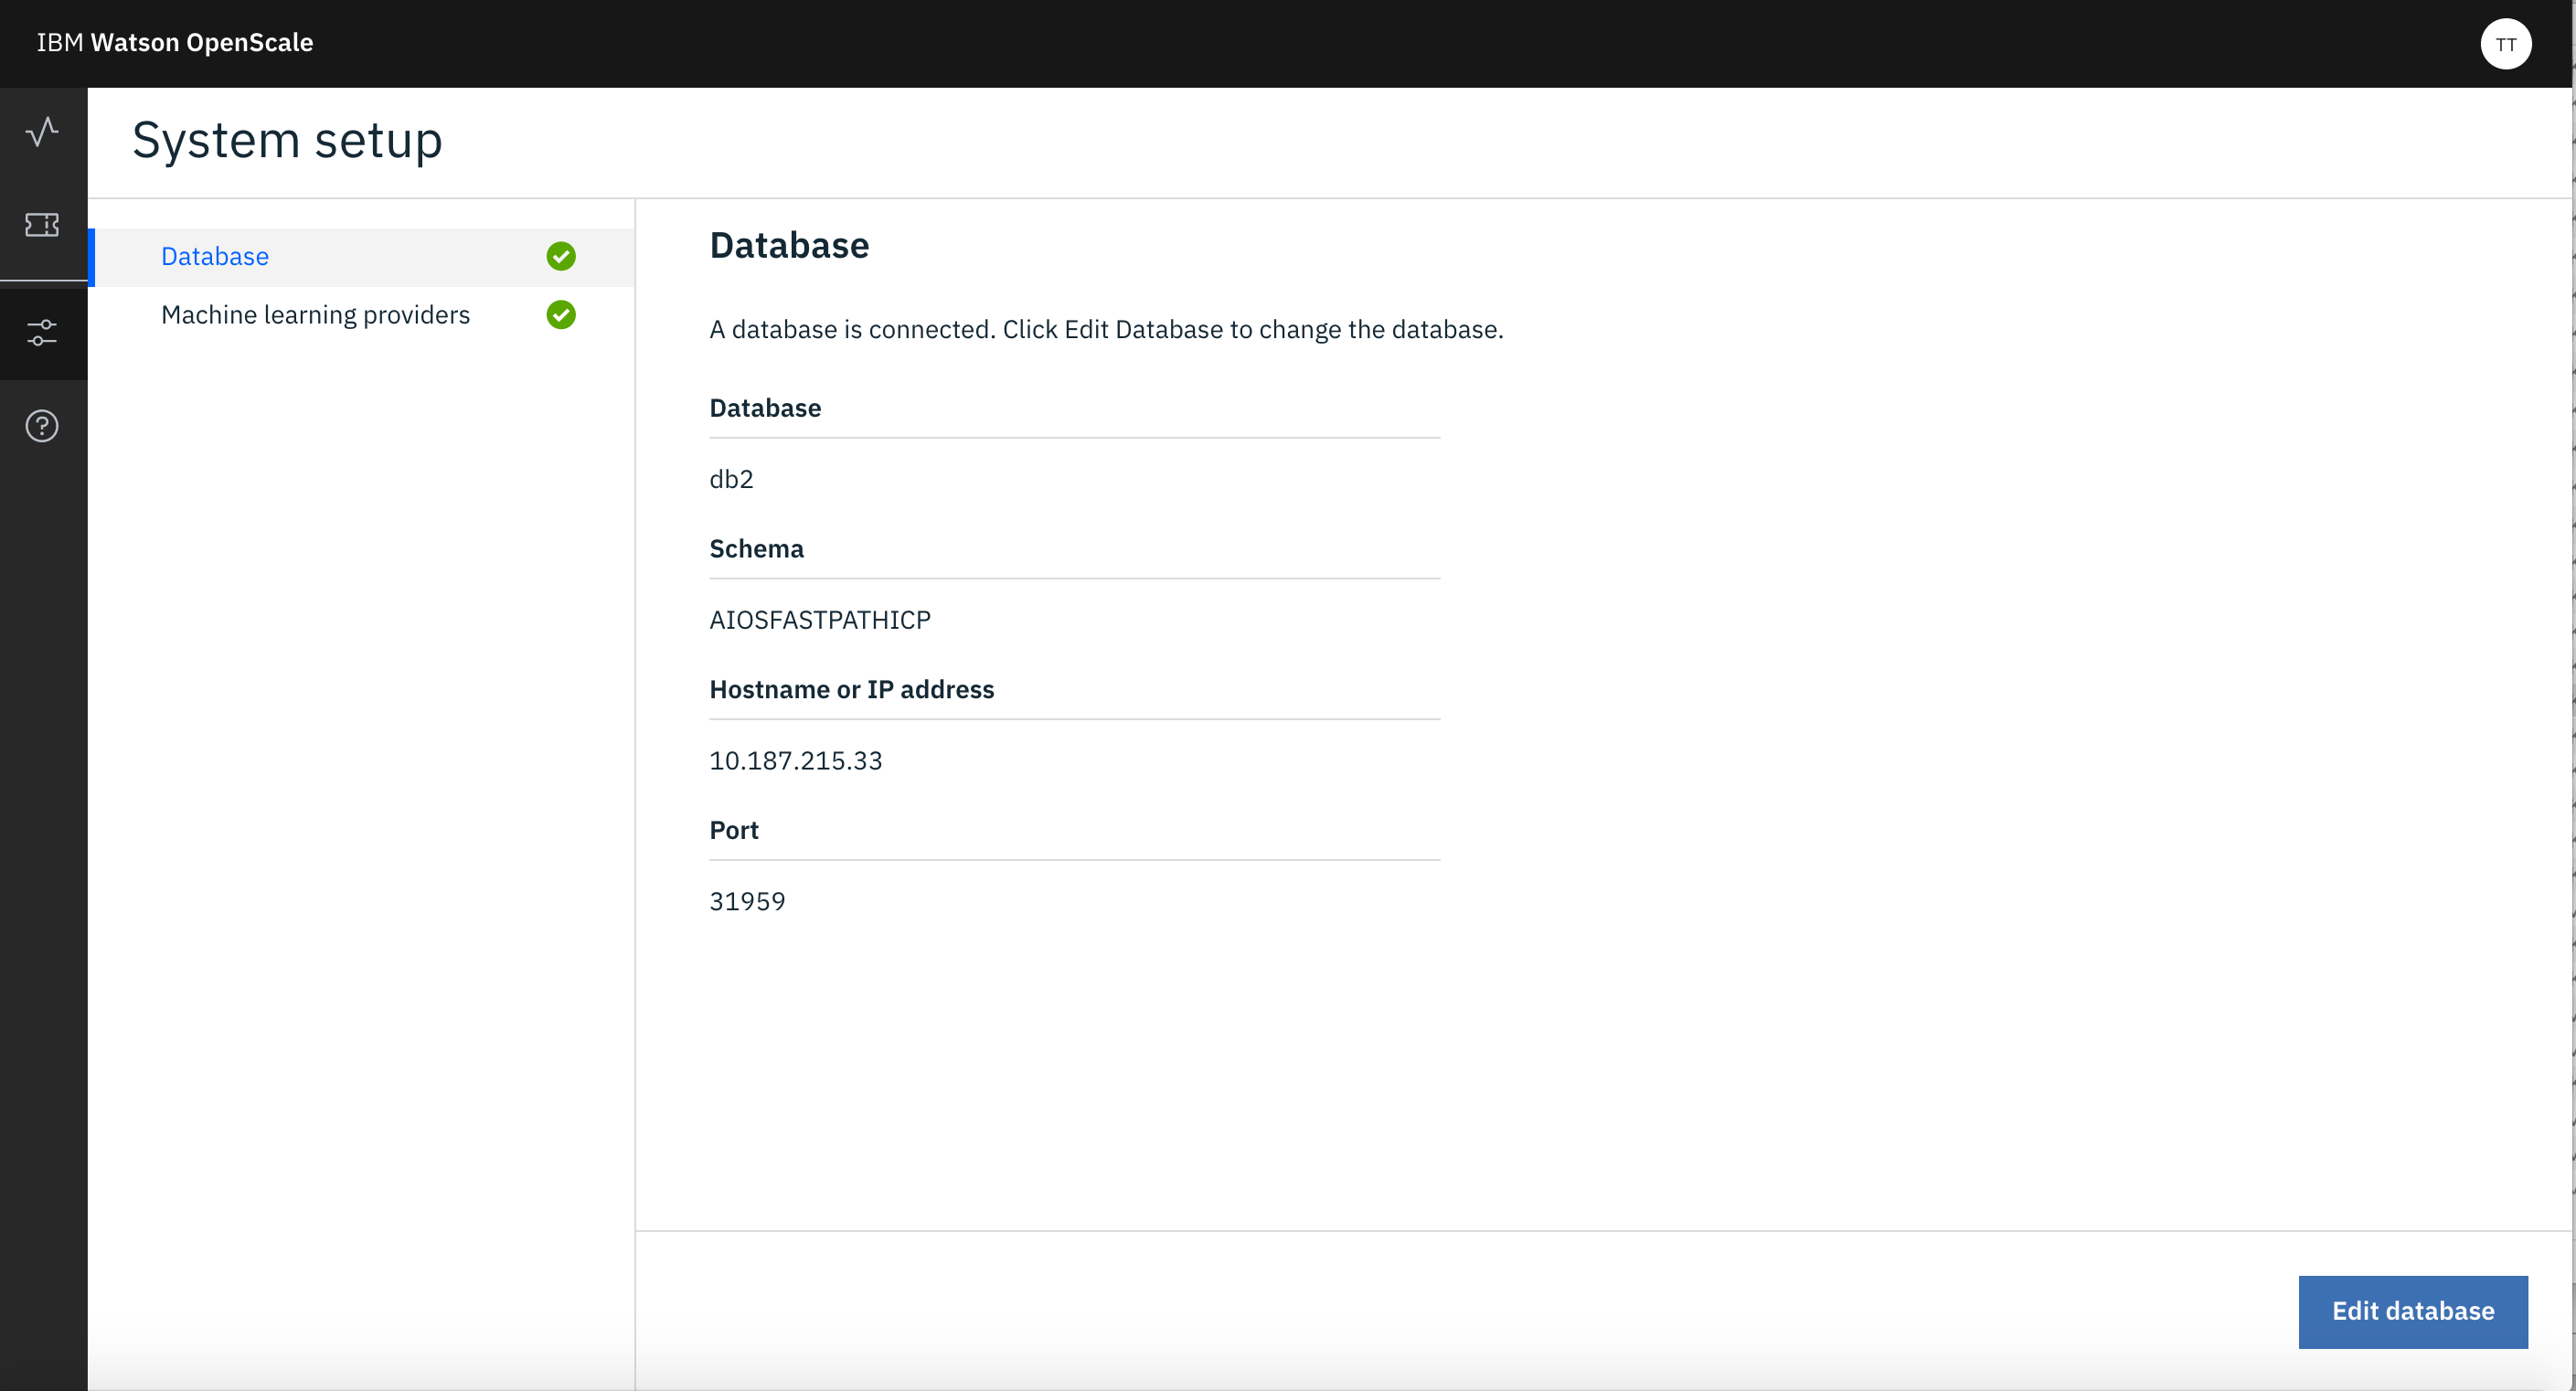 IBM Watson OpenScale
TT
System setup
Database
Machine learning providers
Database
A database is connected. Click Edit Database to change the database.
Database
db2
Schema
AIOSFASTPATHICP
Hostname or IP address
10.187.215.33
Port
31959
Edit database